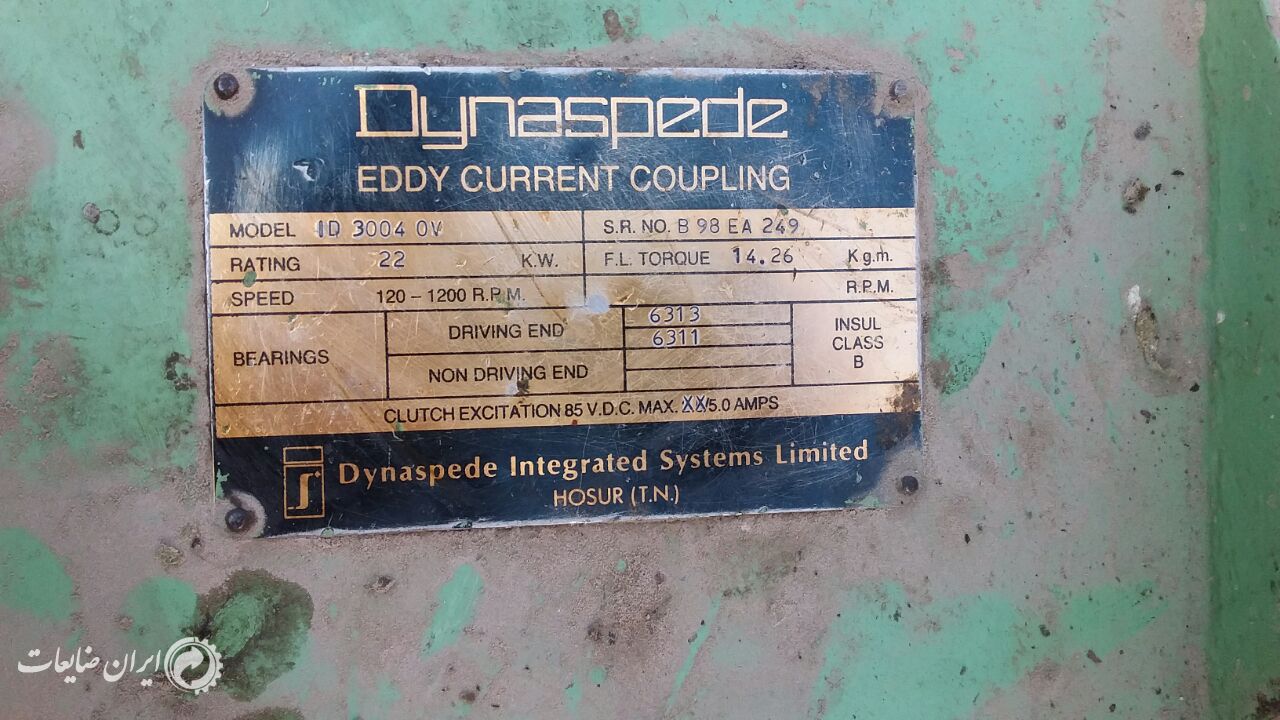 Dynaspede
EDDY CURRENT COUPLING
MODEL ID 3004 OV S.R. NO. B 98 EA 249
RATING 22 K.W. F.L. TORQUE 14.26 Kg.m.
SPEED 120 – 1200 R.P.M. R.P.M.
BEARINGS DRIVING END 6313
6311
NON DRIVING END
INSUL
CLASS
B
CLUTCH EXCITATION 85 V.D.C. MAX. XX/5.0 AMPS
Dynaspede Integrated Systems Limited
HOSUR (T.N.)
ایران ضایعات